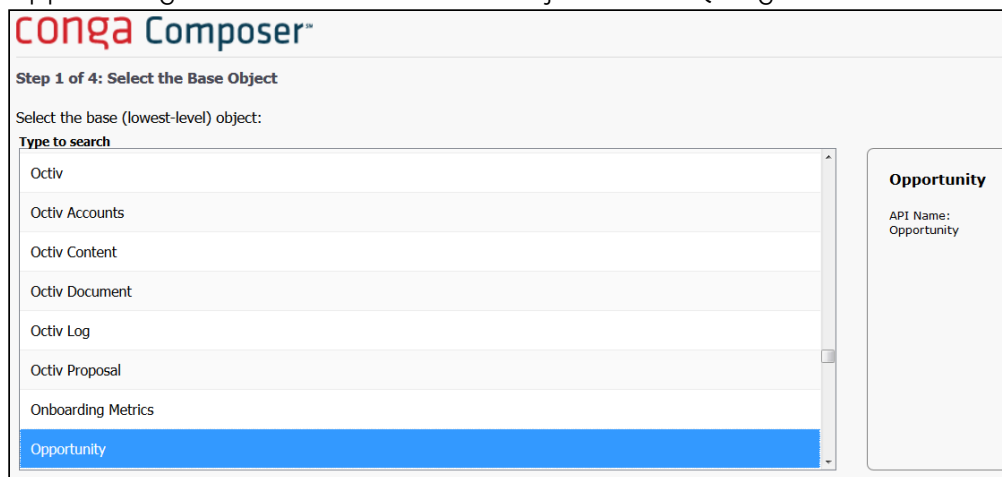 conga Composer℠
Step 1 of 4: Select the Base Object
Select the base (lowest-level) object:
Type to search
Octiv
Octiv Accounts
Octiv Content
Octiv Document
Octiv Log
Octiv Proposal
Onboarding Metrics
Opportunity
Opportunity
API Name:
Opportunity